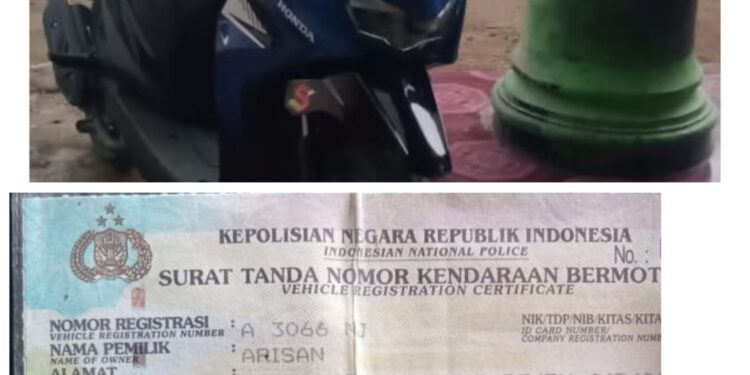 HONDA
KEPOLISIAN NEGARA REPUBLIK INDONESIA
INDONESIAN NATIONAL POLICE
No. :
SURAT TANDA NOMOR KENDARAAN BERMOT
VEHICLE REGISTRATION CERTIFICATE
NOMOR REGISTRASI : A 3066 NJ
VEHICLE REGISTRATION NUMBER
NIK/TDP/NIB/KITAS/KITA
ID CARD NUMBER/
COMPANY REGISTRATION NUMB
NAMA PEMILIK : ARISAN
NAME OF OWNER
ALAMAT